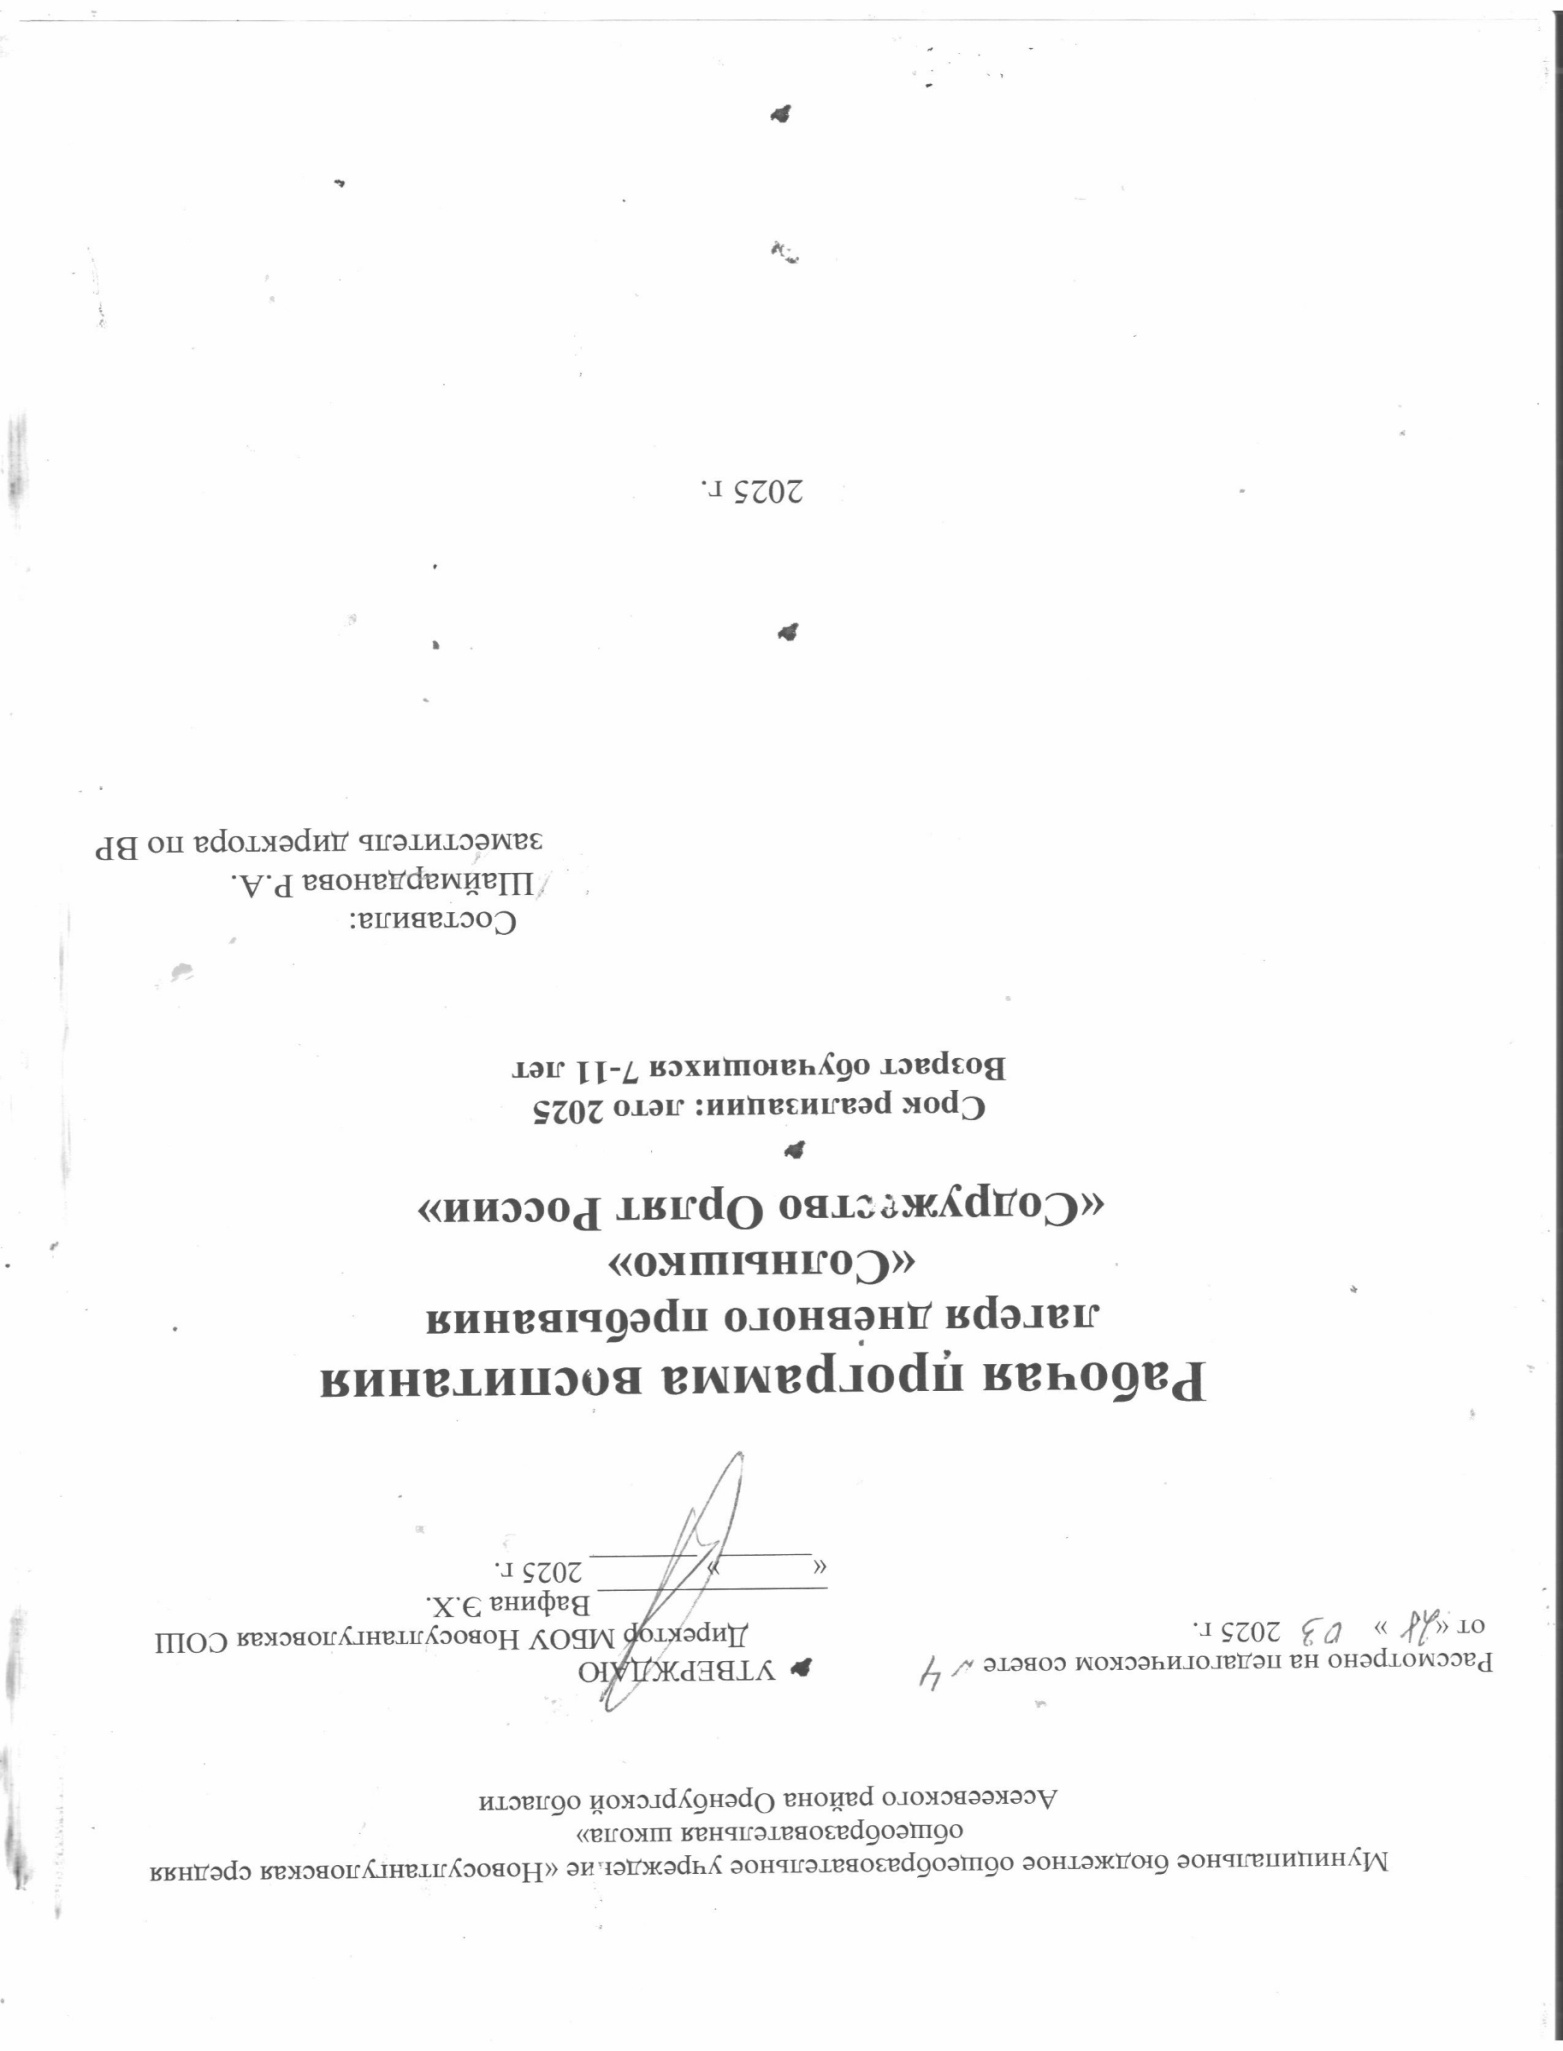 Муниципальное бюджетное общеобразовательное учреждение «Новосултангуловская средняя
общеобразовательная школа»
Асекеевского района Оренбургской области
Рассмотрено на педагогическом совете № 4
от « » 03 2025 г.
УТВЕРЖДАЮ
Директор МБОУ Новосултангуловская СОШ
Вафина Э.Х.
« » 2025 г.
Рабочая программа воспитания
лагеря дневного пребывания
«Солнышко»
«Содружество Орлят России»
Срок реализации: лето 2025
Возраст обучающихся 7-11 лет
Составила:
Шаймарданова Р.А.
заместитель директора по ВР
2025 г.